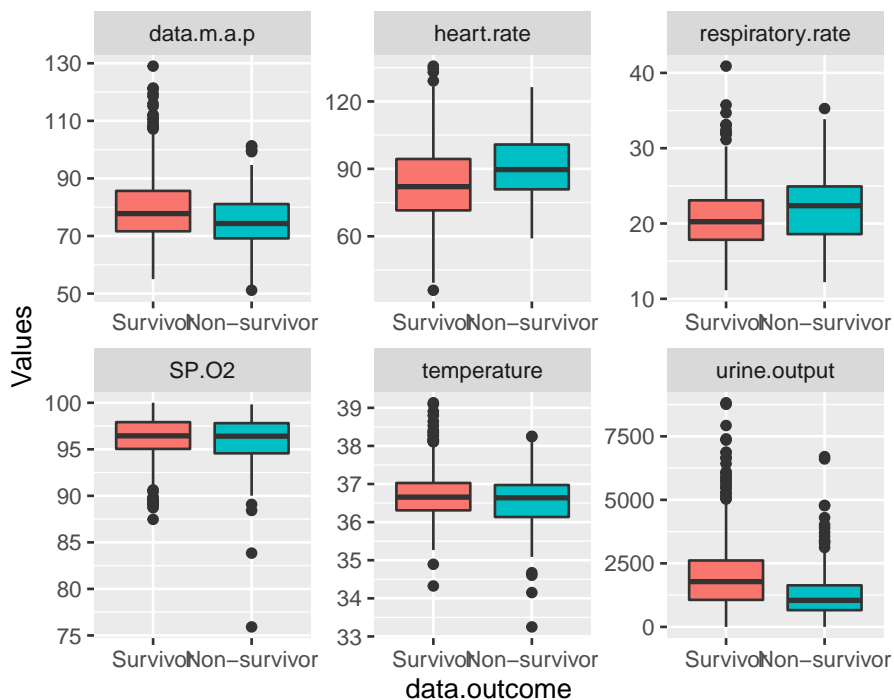 data.m.a.p
heart.rate
respiratory.rate
130
110
90
70
50
120
90
60
40
30
20
10
Survivor
Non−survivor
Survivor
Non−survivor
Survivor
Non−survivor
Values
SP.O2
temperature
urine.output
100
95
90
85
80
75
39
38
37
36
35
34
33
7500
5000
2500
0
Survivor
Non−survivor
Survivor
Non−survivor
Survivor
Non−survivor
data.outcome